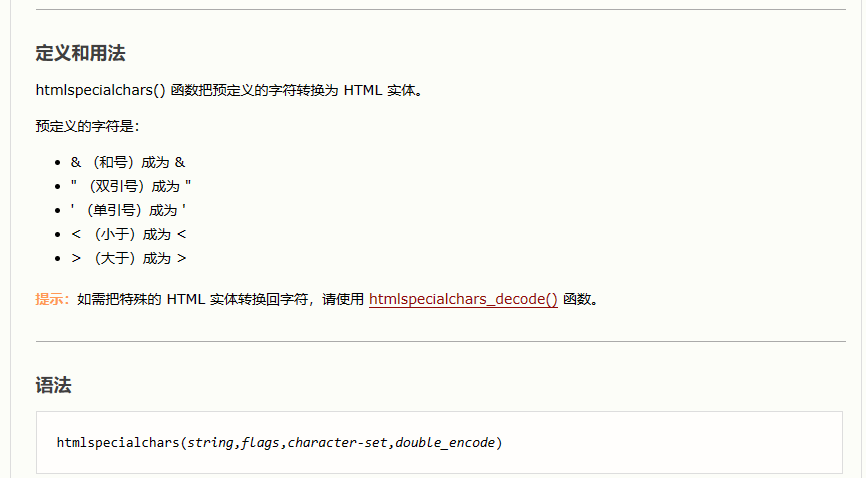 定义和用法
htmlspecialchars() 函数把预定义的字符转换为 HTML 实体。
预定义的字符是：
& （和号）成为 &
" （双引号）成为 "
' （单引号）成为 '
< （小于）成为 <
> （大于）成为 >
提示：如需把特殊的 HTML 实体转换回字符，请使用 htmlspecialchars_decode() 函数。
语法
htmlspecialchars(string,flags,character-set,double_encode)